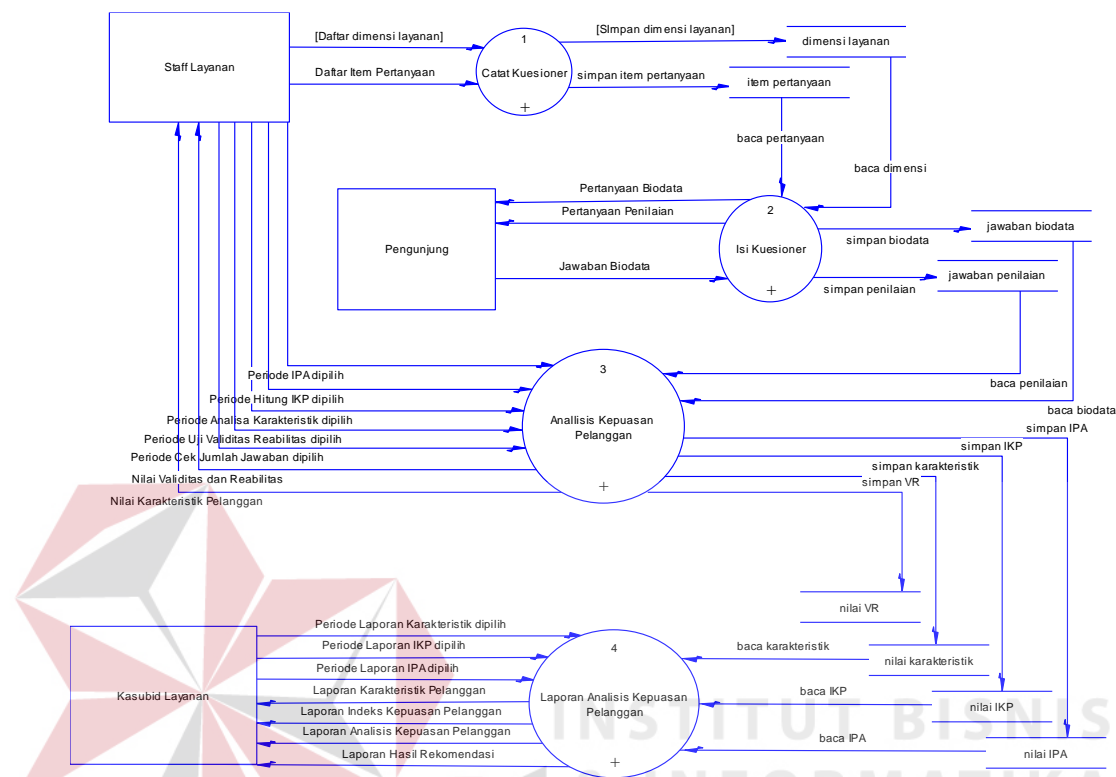 Staff Layanan
[Daftar dimensi layanan]
Daftar Item Pertanyaan
1
Catat Kuesioner
+
[SImpan dimensi layanan]
simpan item pertanyaan
dimensi layanan
item pertanyaan
baca pertanyaan
baca dimensi
Pengunjung
Pertanyaan Biodata
Pertanyaan Penilaian
Jawaban Biodata
2
Isi Kuesioner
+
simpan biodata
simpan penilaian
jawaban biodata
jawaban penilaian
baca penilaian
baca biodata
Periode IPA dipilih
Periode Hitung IKP dipilih
Periode Analisa Karakteristik dipilih
Periode Uji Validitas Reabilitas dipilih
Periode Cek Jumlah Jawaban dipilih
Nilai Validitas dan Reabilitas
Nilai Karakteristik Pelanggan
3
Anallisis Kepuasan
Pelanggan
+
simpan IPA
simpan IKP
simpan karakteristik
simpan VR
nilai VR
nilai karakteristik
nilai IKP
nilai IPA
baca karakteristik
baca IKP
baca IPA
4
Laporan Analisis Kepuasan
Pelanggan
+
Kasubid Layanan
Periode Laporan Karakteristik dipilih
Periode Laporan IKP dipilih
Periode Laporan IPA dipilih
Laporan Karakteristik Pelanggan
Laporan Indeks Kepuasan Pelanggan
Laporan Analisis Kepuasan Pelanggan
Laporan Hasil Rekomendasi
INSTITUT BISNIS
INFORMATIKA